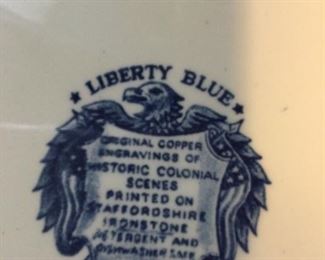 ★ LIBERTY BLUE ★
ORIGINAL COPPER
ENGRAVINGS OF
HISTORIC COLONIAL
SCENES
PRINTED ON
STAFFORDSHIRE
IRONSTONE
DETERGENT AND
DISHWASHER SAFE